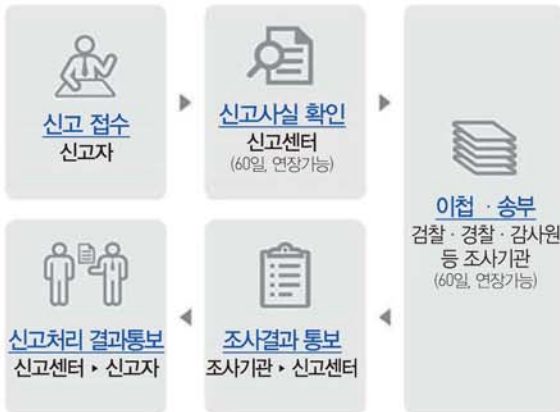 신고 접수
신고자
신고사실 확인
신고센터
(60일, 연장가능)
이첩 · 송부
검찰 · 경찰 · 감사원
등 조사기관
(60일, 연장가능)
조사결과 통보
조사기관 ▸ 신고센터
신고처리 결과통보
신고센터 ▸ 신고자